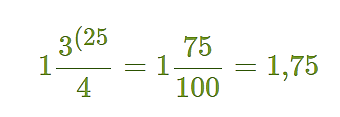 1 3^(25/4 = 1 75/100 = 1,75